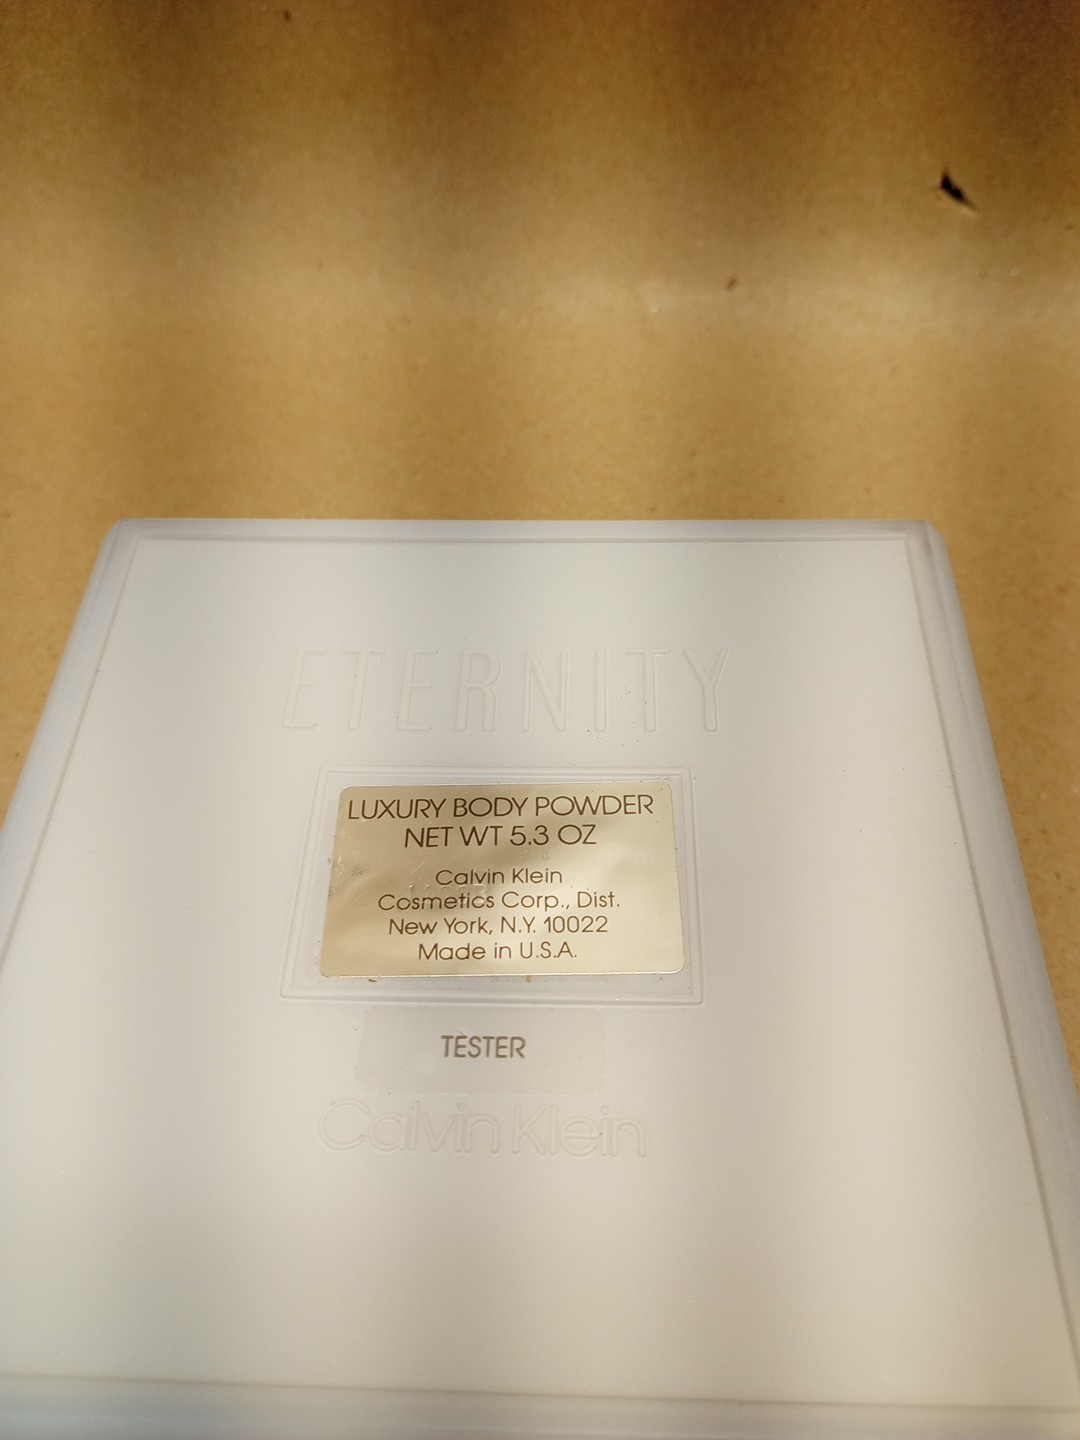 ETERNITY
LUXURY BODY POWDER
NET WT 5.3 OZ
Calvin Klein
Cosmetics Corp., Dist.
New York, N.Y. 10022
Made in U.S.A.
TESTER
Calvin Klein